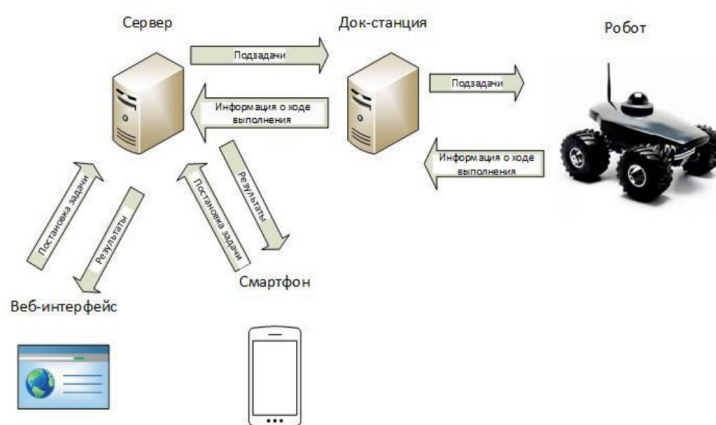 Сервер
Док-станция
Робот
Подзадачи
Подзадачи
Информация о ходе
выполнения
Информация о ходе
выполнения
Постановка задачи
Результаты
Постановка задачи
Результаты
Веб-интерфейс
Смартфон